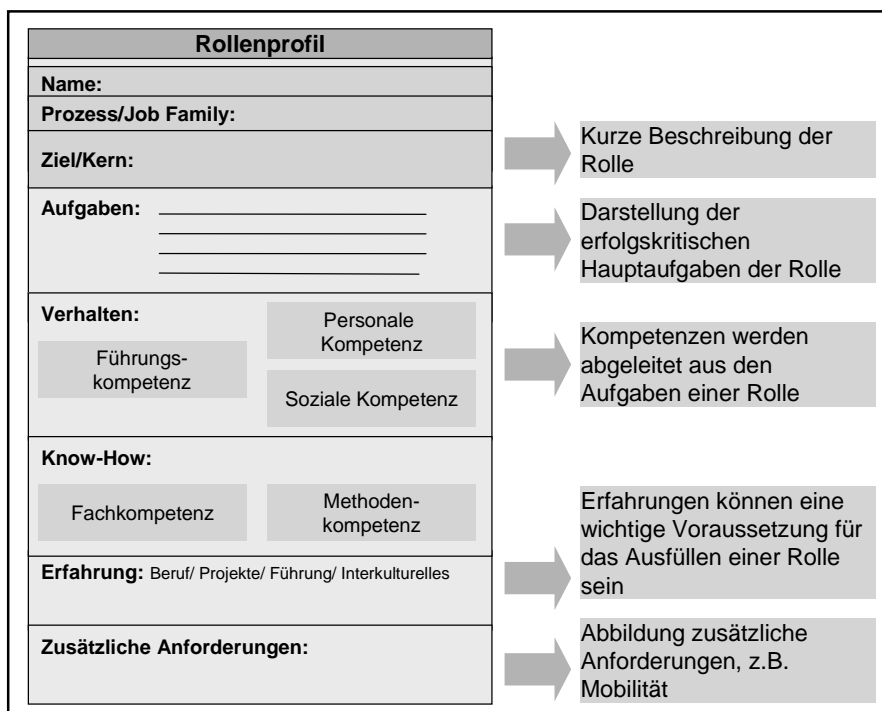 Rollenprofil
Name:
Prozess/Job Family:
Ziel/Kern:
Kurze Beschreibung der
Rolle
Aufgaben:
Darstellung der
erfolgskritischen
Hauptaufgaben der Rolle
Verhalten:
Führungs-
kompetenz
Personale
Kompetenz
Soziale Kompetenz
Kompetenzen werden
abgeleitet aus den
Aufgaben einer Rolle
Know-How:
Fachkompetenz
Methoden-
kompetenz
Erfahrung: Beruf/ Projekte/ Führung/ Interkulturelles
Erfahrungen können eine
wichtige Voraussetzung für
das Ausfüllen einer Rolle
sein
Zusätzliche Anforderungen:
Abbildung zusätzliche
Anforderungen, z.B.
Mobilität